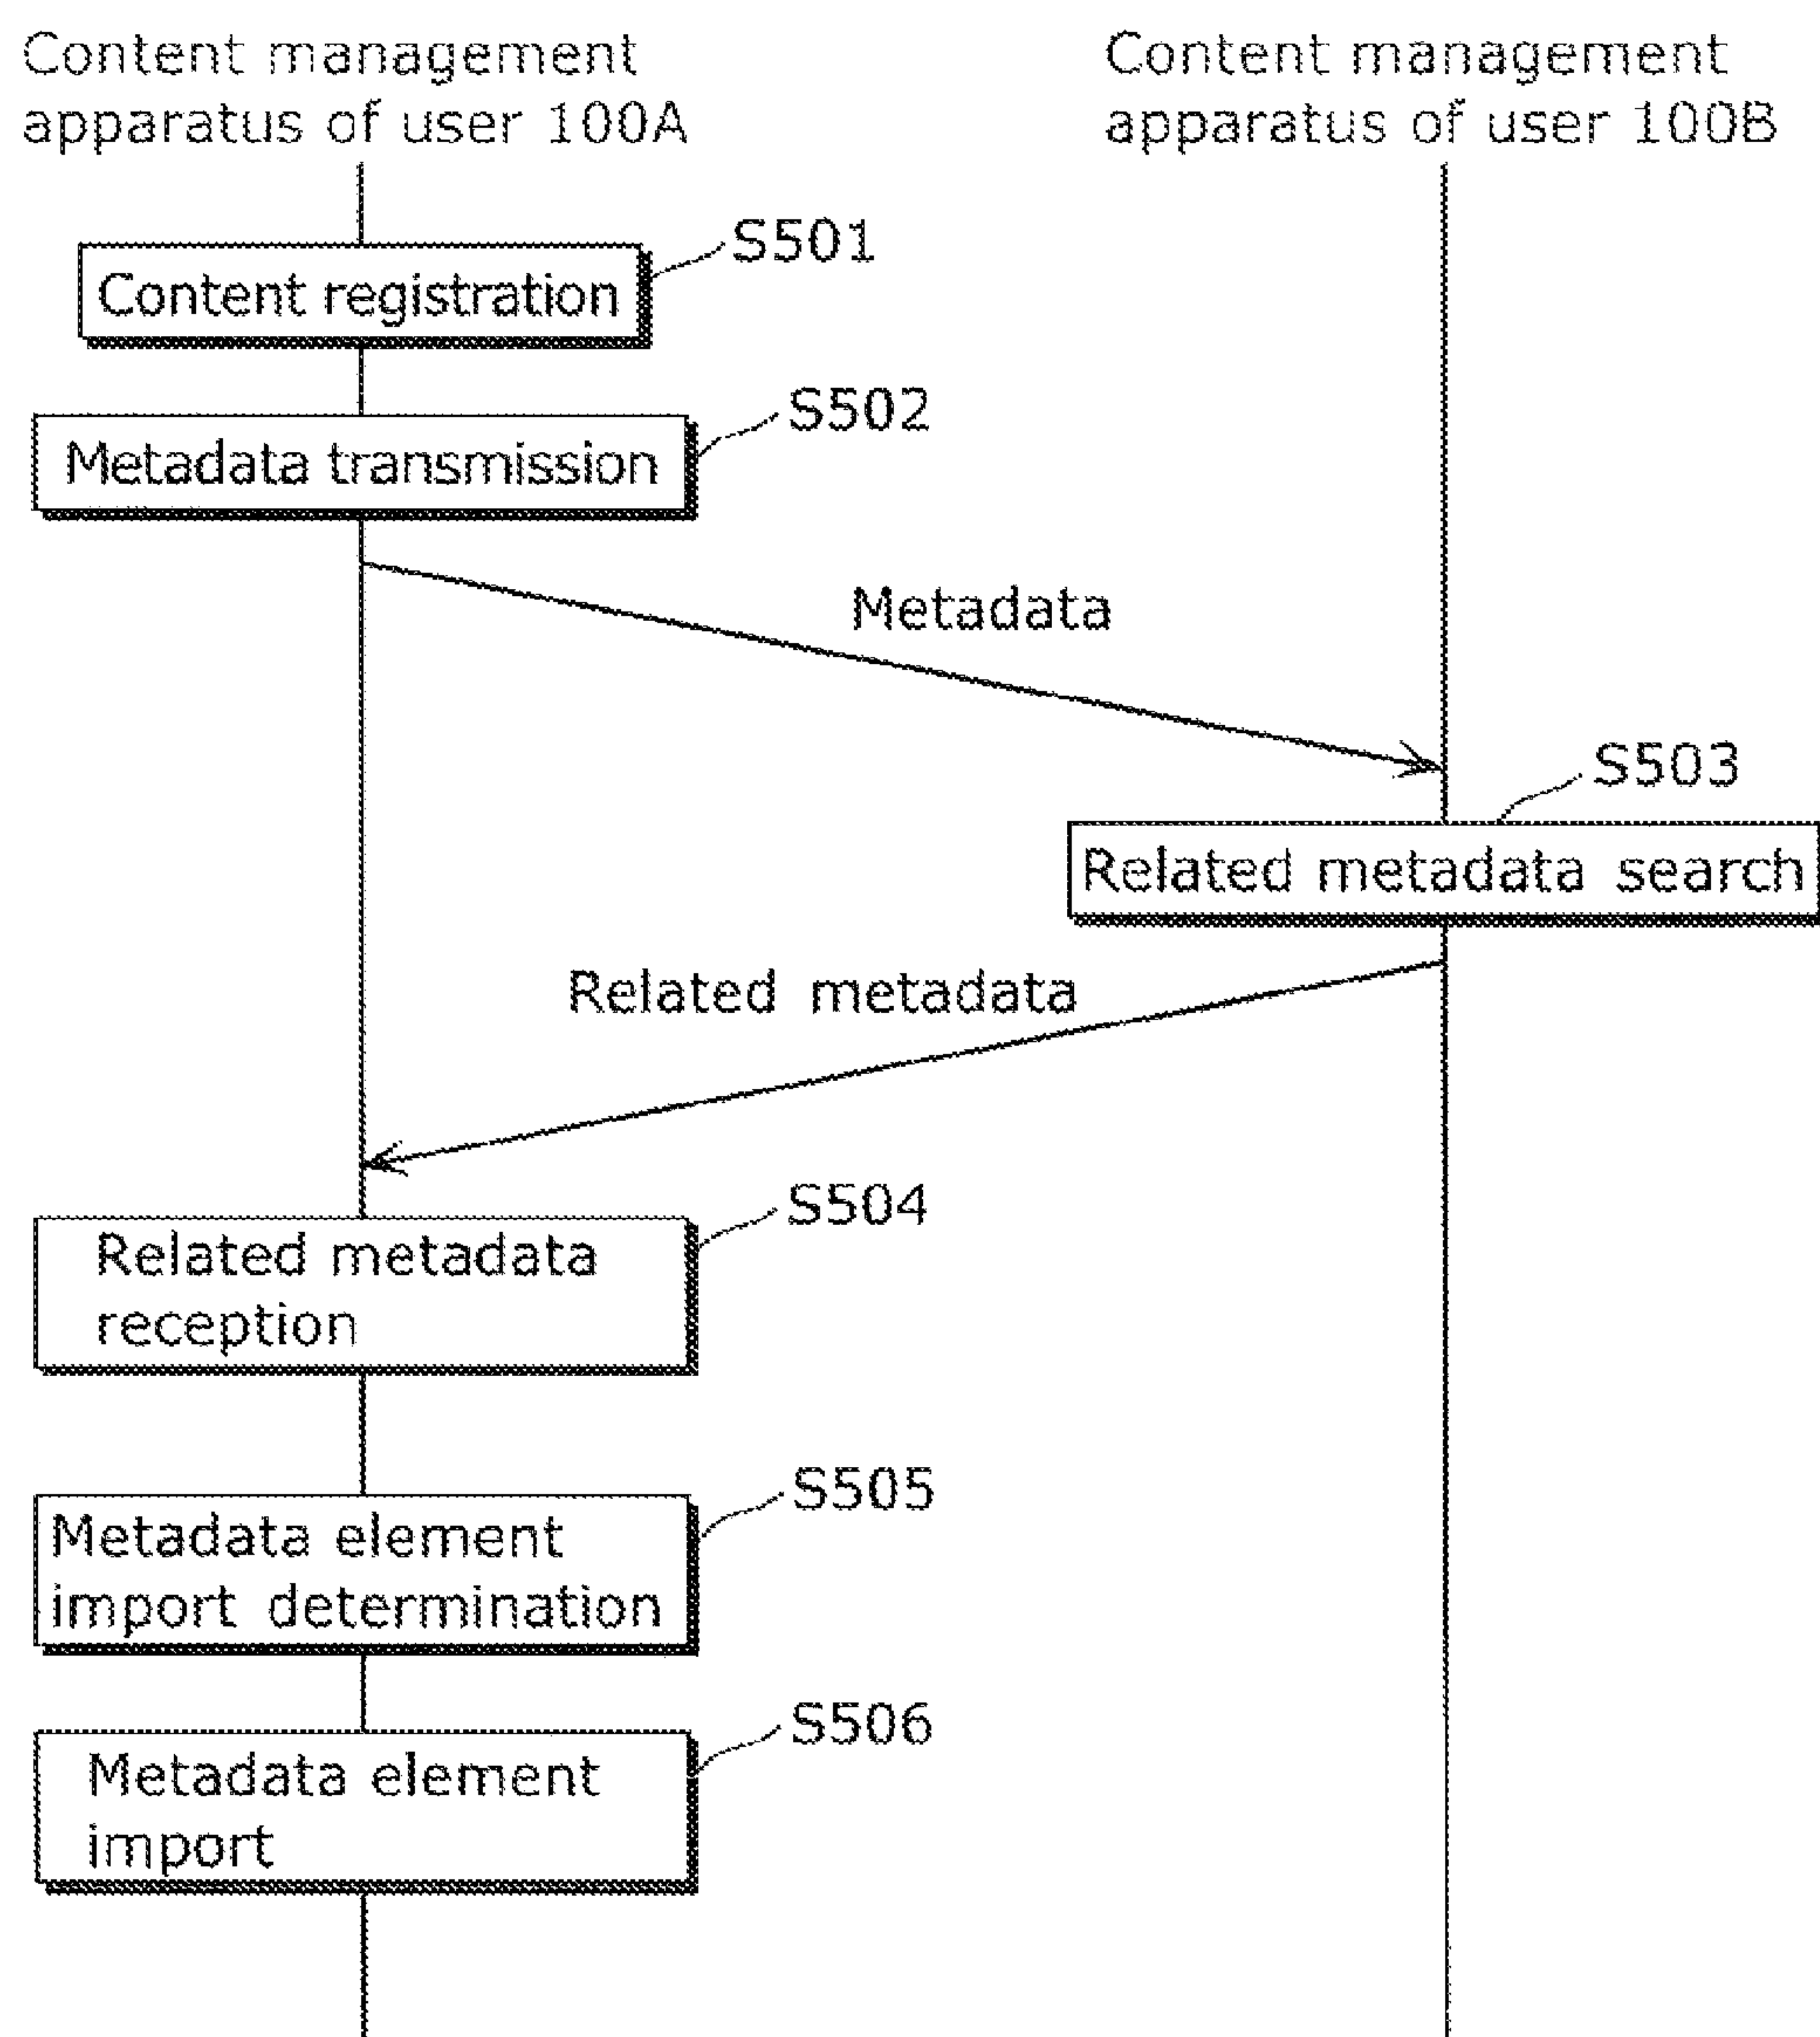 Content management
apparatus of user 100A
Content management
apparatus of user 100B
S501
Content registration
S502
Metadata transmission
Metadata
S503
Related metadata search
Related metadata
S504
Related metadata
reception
S505
Metadata element
import determination
S506
Metadata element
import